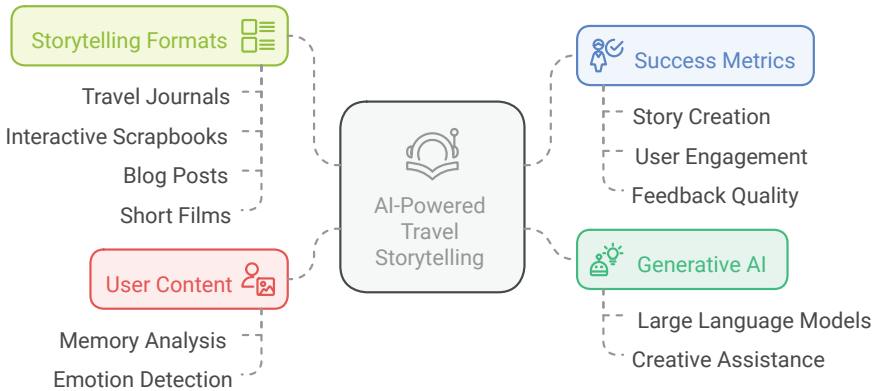 Storytelling Formats
Travel Journals
Interactive Scrapbooks
Blog Posts
Short Films
User Content
Memory Analysis
Emotion Detection
AI-Powered
Travel
Storytelling
Success Metrics
Story Creation
User Engagement
Feedback Quality
Generative AI
Large Language Models
Creative Assistance